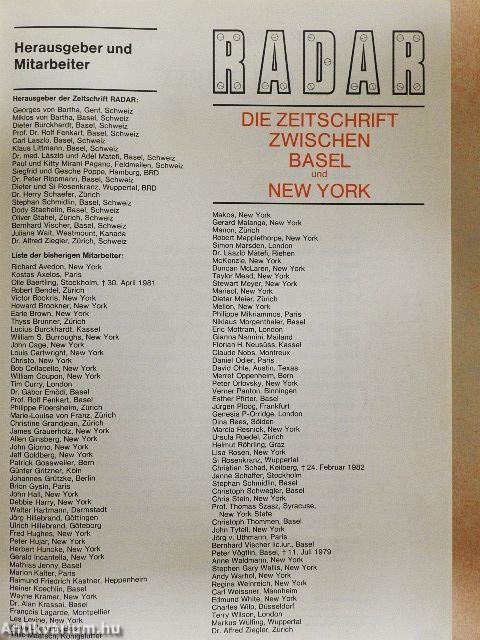 Herausgeber und
Mitarbeiter
Herausgeber der Zeitschrift RADAR:
Georges von Bartha, Genf, Schweiz
Miklos von Bartha, Basel, Schweiz
Dieter Burckhardt, Basel, Schweiz
Prof. Dr. Rolf Fenkart, Basel, Schweiz
Carl Laszlo, Basel, Schweiz
Klaus Littmann, Basel, Schweiz
Dr. med. László und Adél Matéfi, Basel, Schweiz
Paul und Kitty Mirani Pagano, Feldmeilen, Schweiz
Siegfrid und Gesche Poppe, Hamburg, BRD
Dr. Peter Rippmann, Basel, Schweiz
Dieter und Si Rosenkranz, Wuppertal, BRD
Dr. Herry Schaefer, Zürich
Stephan Schmidlin, Basel, Schweiz
Dody Staehelin, Basel, Schweiz
Oliver Stahel, Zürich, Schweiz
Bernhard Vischer, Basel, Schweiz
Juliane Wait, Westmount, Kanada
Dr. Alfred Ziegler, Zürich, Schweiz
Liste der bisherigen Mitarbeiter:
Richard Avedon, New York
Kostas Axelos, Paris
Olle Baertling, Stockholm, † 30. April 1981
Robert Bendel, Zürich
Victor Bockris, New York
Howard Brookner, New York
Earle Brown, New York
Thyss Brunner, Zürich
Lucius Burckhardt, Kassel
William S. Burroughs, New York
John Cage, New York
Louis Cartwright, New York
Christo, New York
Bob Collacello, New York
William Coupon, New York
Tim Curry, London
Dr. Gábor Emödi, Basel
Prof. Rolf Fenkart, Basel
Philippe Floersheim, Zürich
Marie-Louise von Franz, Zürich
Christine Grandjean, Zürich
James Grauerholz, New York
Allen Ginsberg, New York
John Giorno, New York
Jeff Goldberg, New York
Patrick Gossweiler, Bern
Günter Gritzner, Köln
Johannes Grützke, Berlin
Brion Gysin, Paris
John Hall, New York
Debbie Harry, New York
Walter Hartmann, Darmstadt
Jörg Hillebrand, Göttingen
Ulrich Hillebrand, Göteborg
Fred Hughes, New York
Peter Hujar, New York
Herbert Huncke, New York
Gerald Incantella, New York
Mathias Jenny, Basel
Marion Kalter, Paris
Raimund Friedrich Kastner, Heppenheim
Heiner Koechlin, Basel
Wayne Kramer, New York
Dr. Alan Krassai, Basel
François Lagarde, Montpellier
Les Levine, New York
RADAR
DIE ZEITSCHRIFT
ZWISCHEN
BASEL
und
NEW YORK
Makos, New York
Gerard Malanga, New York
Manon, Zürich
Robert Mapplethorpe, New York
Simon Marsden, London
Dr. László Matéfi, Riehen
McKenzie, New York
Duncan McLaren, New York
Taylor Mead, New York
Stewart Meyer, New York
Marisol, New York
Dieter Maier, Zürich
Mellon, New York
Philippe Mikriammos, Paris
Niklaus Morgenthaler, Basel
Eric Mottram, London
Gianna Nannini, Mailand
Florian H. Neusüss, Kassel
Claude Nobs, Montreux
Daniel Odier, Paris
David Ohle, Austin, Texas
Merret Oppenheim, Bern
Peter Orlovsky, New York
Verner Panton, Binningen
Esther Pfirter, Basel
Jürgen Ploog, Frankfurt
Genesis P-Orridge, London
Dina Rees, Sölden
Marcia Resnick, New York
Ursula Roedel, Zürich
Helmut Röhrling, Graz
Lisa Rosen, New York
Si Rosenkranz, Wuppertal
Christian Schad, Keilberg, † 24. Februar 1982
Janne Schaffer, Stockholm
Stephan Schmidlin, Basel
Christoph Schwegler, Basel
Chris Stein, New York
Prof. Thomas Szasz, Syracuse,
New York State
Christoph Thommen, Basel
John Tytell, New York
Jörg v. Uthmann, Paris
Bernhard Vischer lic.iur., Basel
Peter Vögtlin, Basel, † 11. Juli 1979
Anne Waldmann, New York
Stephen Gary Wallis, New York
Andy Warhol, New York
Regina Weinreich, New York
Carl Weissner, Mannheim
Edmund White, New York
Charles Wilp, Düsseldorf
Terry Wilson, London
Markus Wülfing, Wuppertal
Dr. Alfred Ziegler, Zürich
Antikvarium.hu